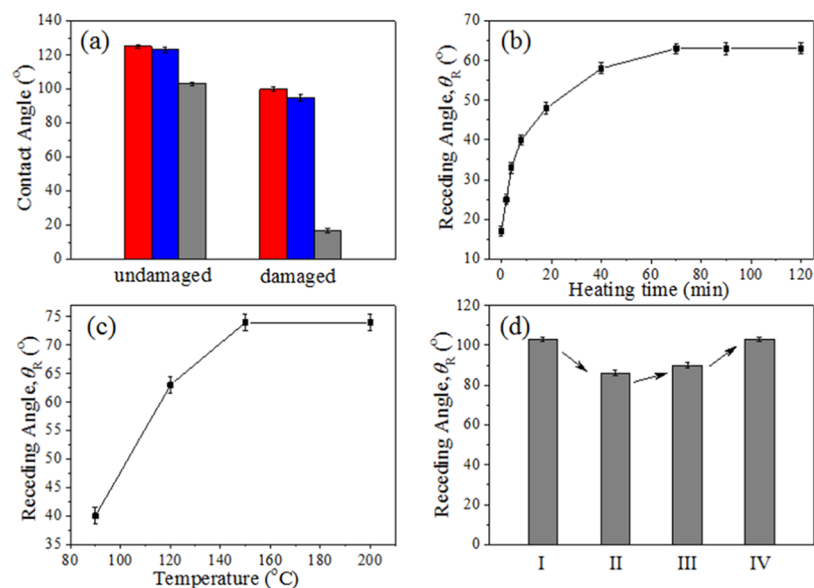 (a)
Contact Angle (°)
140
120
100
80
60
40
20
0
undamaged damaged
(b)
Receding Angle, θR (°)
70
60
50
40
30
20
10
0 20 40 60 80 100 120
Heating time (min)
(c)
Receding Angle, θR (°)
75
70
65
60
55
50
45
40
35
80 100 120 140 160 180 200
Temperature (°C)
(d)
Receding Angle, θR (°)
120
100
80
60
40
20
0
I II III IV